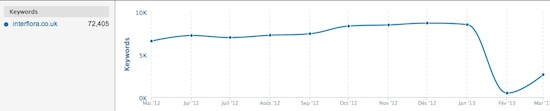 Keywords
interflora.co.uk 72,405
10K
5K
0K
Keywords
Mai '12 Jui '12 Juil '12 Août '12 Sep '12 Oct '12 Nov '12 Déc '12 Jan '13 Fév '13 Mar '13